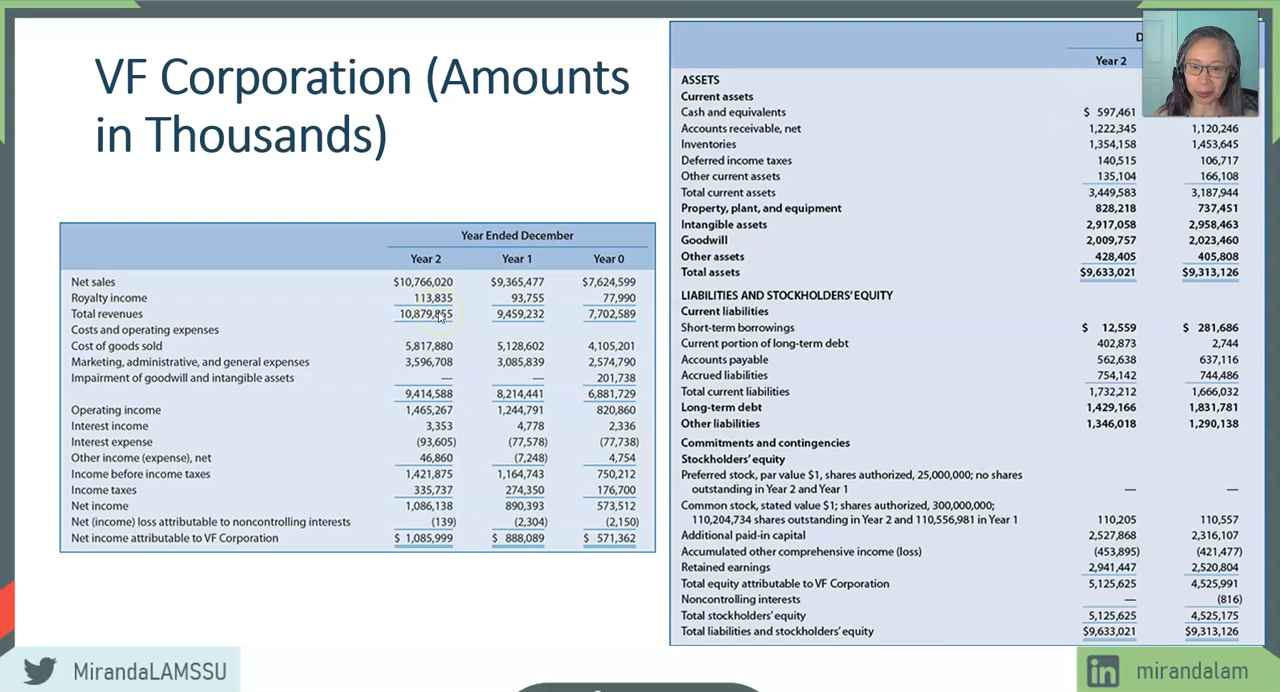 VF Corporation (Amounts
in Thousands)
Year Ended December
Year 2 Year 1 Year 0
Net sales $10,766,020 $9,365,477 $7,624,599
Royalty income 113,835 93,755 77,990
Total revenues 10,879,855 9,459,232 7,702,589
Costs and operating expenses
Cost of goods sold 5,817,880 5,128,602 4,105,201
Marketing, administrative, and general expenses 3,596,708 3,085,839 2,574,790
Impairment of goodwill and intangible assets — — 201,738
9,414,588 8,214,441 6,881,729
Operating income 1,465,267 1,244,791 820,860
Interest income 3,353 4,778 2,336
Interest expense (93,605) (77,578) (77,738)
Other income (expense), net 46,860 (7,248) 4,754
Income before income taxes 1,421,875 1,164,743 750,212
Income taxes 335,737 274,350 176,700
Net income 1,086,138 890,393 573,512
Net (income) loss attributable to noncontrolling interests (139) (2,304) (2,150)
Net income attributable to VF Corporation $ 1,085,999 $ 888,089 $ 571,362
Year 2
ASSETS
Current assets
Cash and equivalents $ 597,461
Accounts receivable, net 1,222,345 1,120,246
Inventories 1,354,158 1,453,645
Deferred income taxes 140,515 106,717
Other current assets 135,104 166,108
Total current assets 3,449,583 3,187,944
Property, plant, and equipment 828,218 737,451
Intangible assets 2,917,058 2,958,463
Goodwill 2,009,757 2,023,460
Other assets 428,405 405,808
Total assets $9,633,021 $9,313,126
LIABILITIES AND STOCKHOLDERS' EQUITY
Current liabilities
Short-term borrowings $ 12,559 $ 281,686
Current portion of long-term debt 402,873 2,744
Accounts payable 562,638 637,116
Accrued liabilities 754,142 744,486
Total current liabilities 1,732,212 1,666,032
Long-term debt 1,429,166 1,831,781
Other liabilities 1,346,018 1,290,138
Commitments and contingencies
Stockholders' equity
Preferred stock, par value $1, shares authorized, 25,000,000; no shares
outstanding in Year 2 and Year 1 — —
Common stock, stated value $1; shares authorized, 300,000,000;
110,204,734 shares outstanding in Year 2 and 110,556,981 in Year 1 110,205 110,557
Additional paid-in capital 2,527,868 2,316,107
Accumulated other comprehensive income (loss) (453,895) (421,477)
Retained earnings 2,941,447 2,520,804
Total equity attributable to VF Corporation 5,125,625 4,525,991
Noncontrolling interests — (816)
Total stockholders' equity 5,125,625 4,525,175
Total liabilities and stockholders' equity $9,633,021 $9,313,126
MirandaLAMSSU
in mirandalam